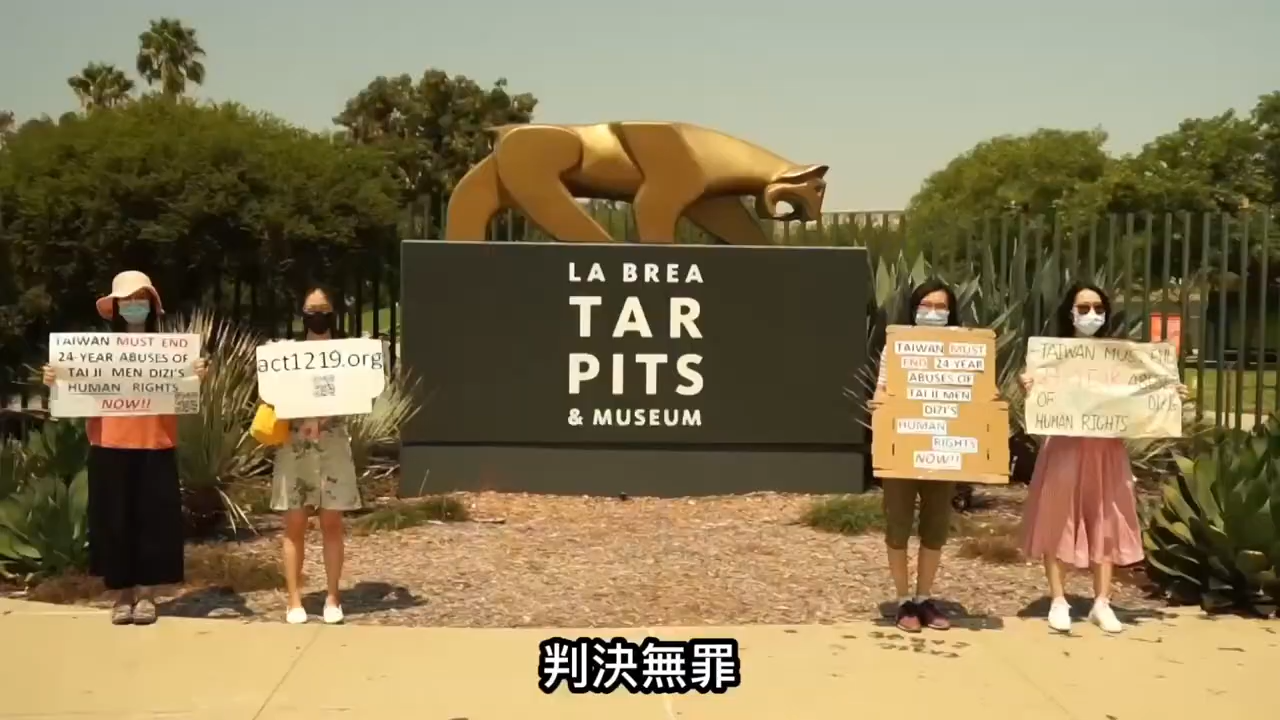 LA BREA
TAR
PITS
& MUSEUM
TAIWAN MUST END
24-YEAR ABUSES OF
TAI JI MEN DIZI'S
HUMAN RIGHTS
NOW!!
act1219.org
TAIWAN MUST
END 24 YEAR
ABUSES OF
TAI JI MEN
DIZI'S
HUMAN
RIGHTS
NOW!!
TAIWAN MUST END
OF
HUMAN RIGHTS
判決無罪